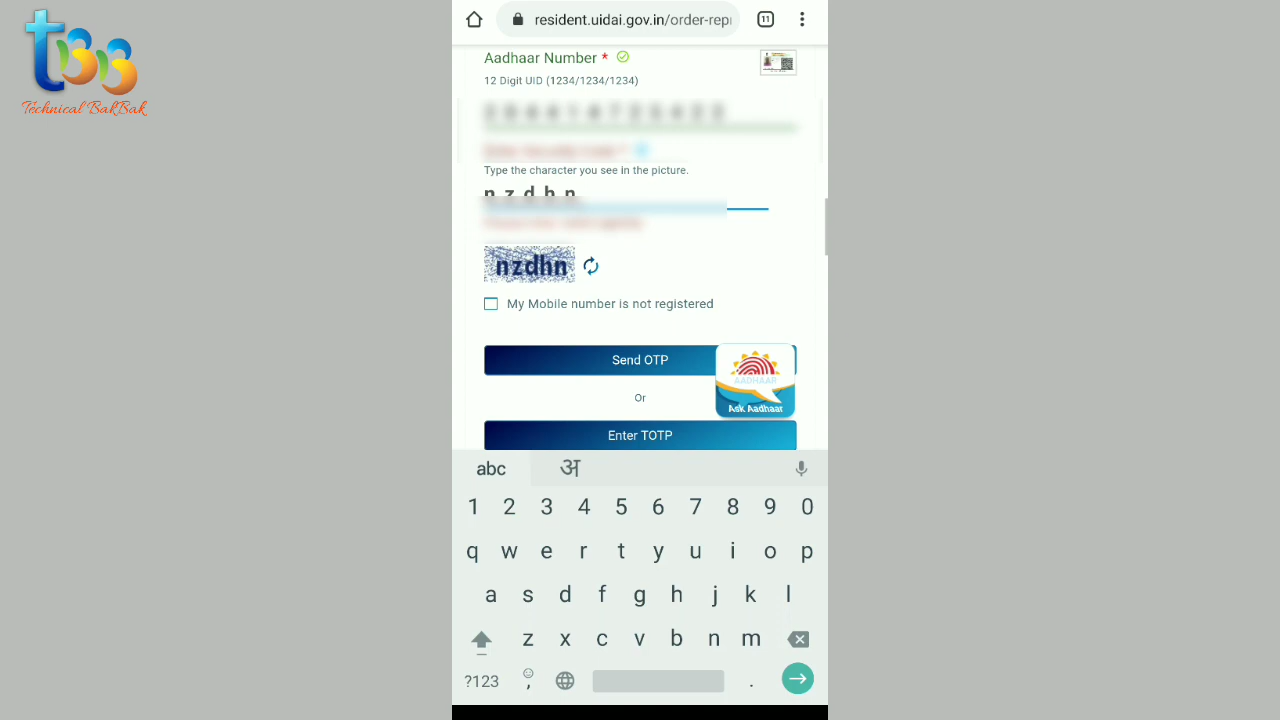 Technical BakBak
resident.uidai.gov.in/order-repr
11
Aadhaar Number *
12 Digit UID (1234/1234/1234)
Type the character you see in the picture.
nzdhn
nzdhn
My Mobile number is not registered
Send OTP
AADHAAR
Ask Aadhaar
Or
Enter TOTP
abc अ
1 2 3 4 5 6 7 8 9 0
q w e r t y u i o p
a s d f g h j k l
z x c v b n m
?123 , .